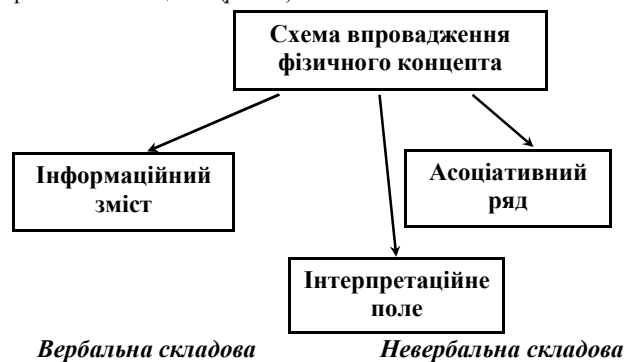 Схема впровадження
фізичного концепта
Інформаційний
зміст
Асоціативний
ряд
Інтерпретаційне
поле
Вербальна складова
Невербальна складова